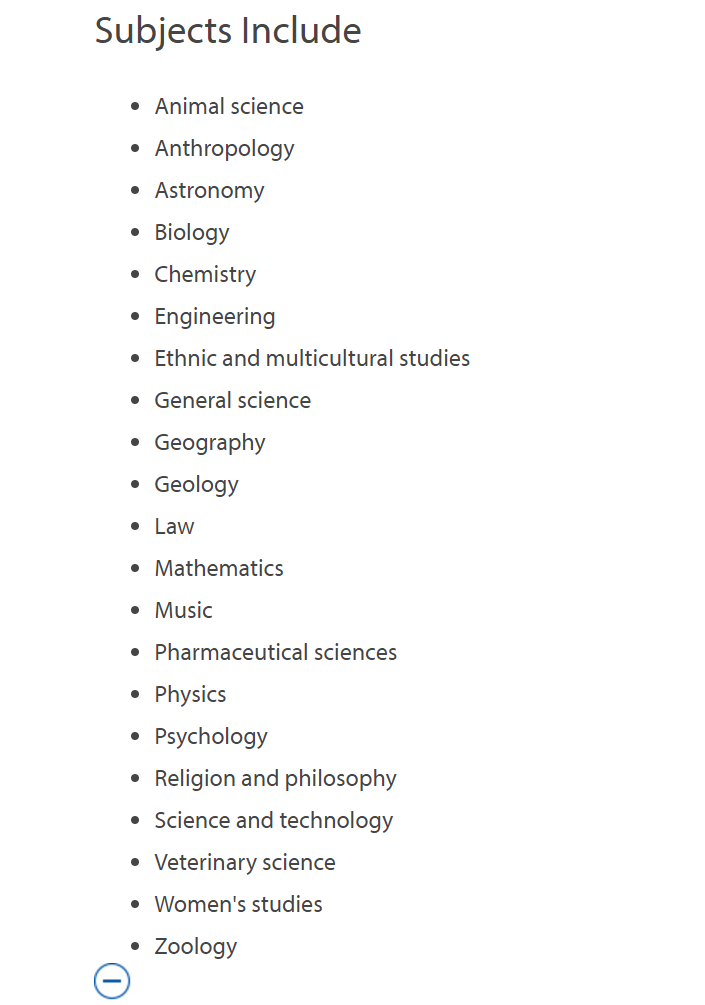 Subjects Include
• Animal science
• Anthropology
• Astronomy
• Biology
• Chemistry
• Engineering
• Ethnic and multicultural studies
• General science
• Geography
• Geology
• Law
• Mathematics
• Music
• Pharmaceutical sciences
• Physics
• Psychology
• Religion and philosophy
• Science and technology
• Veterinary science
• Women's studies
• Zoology